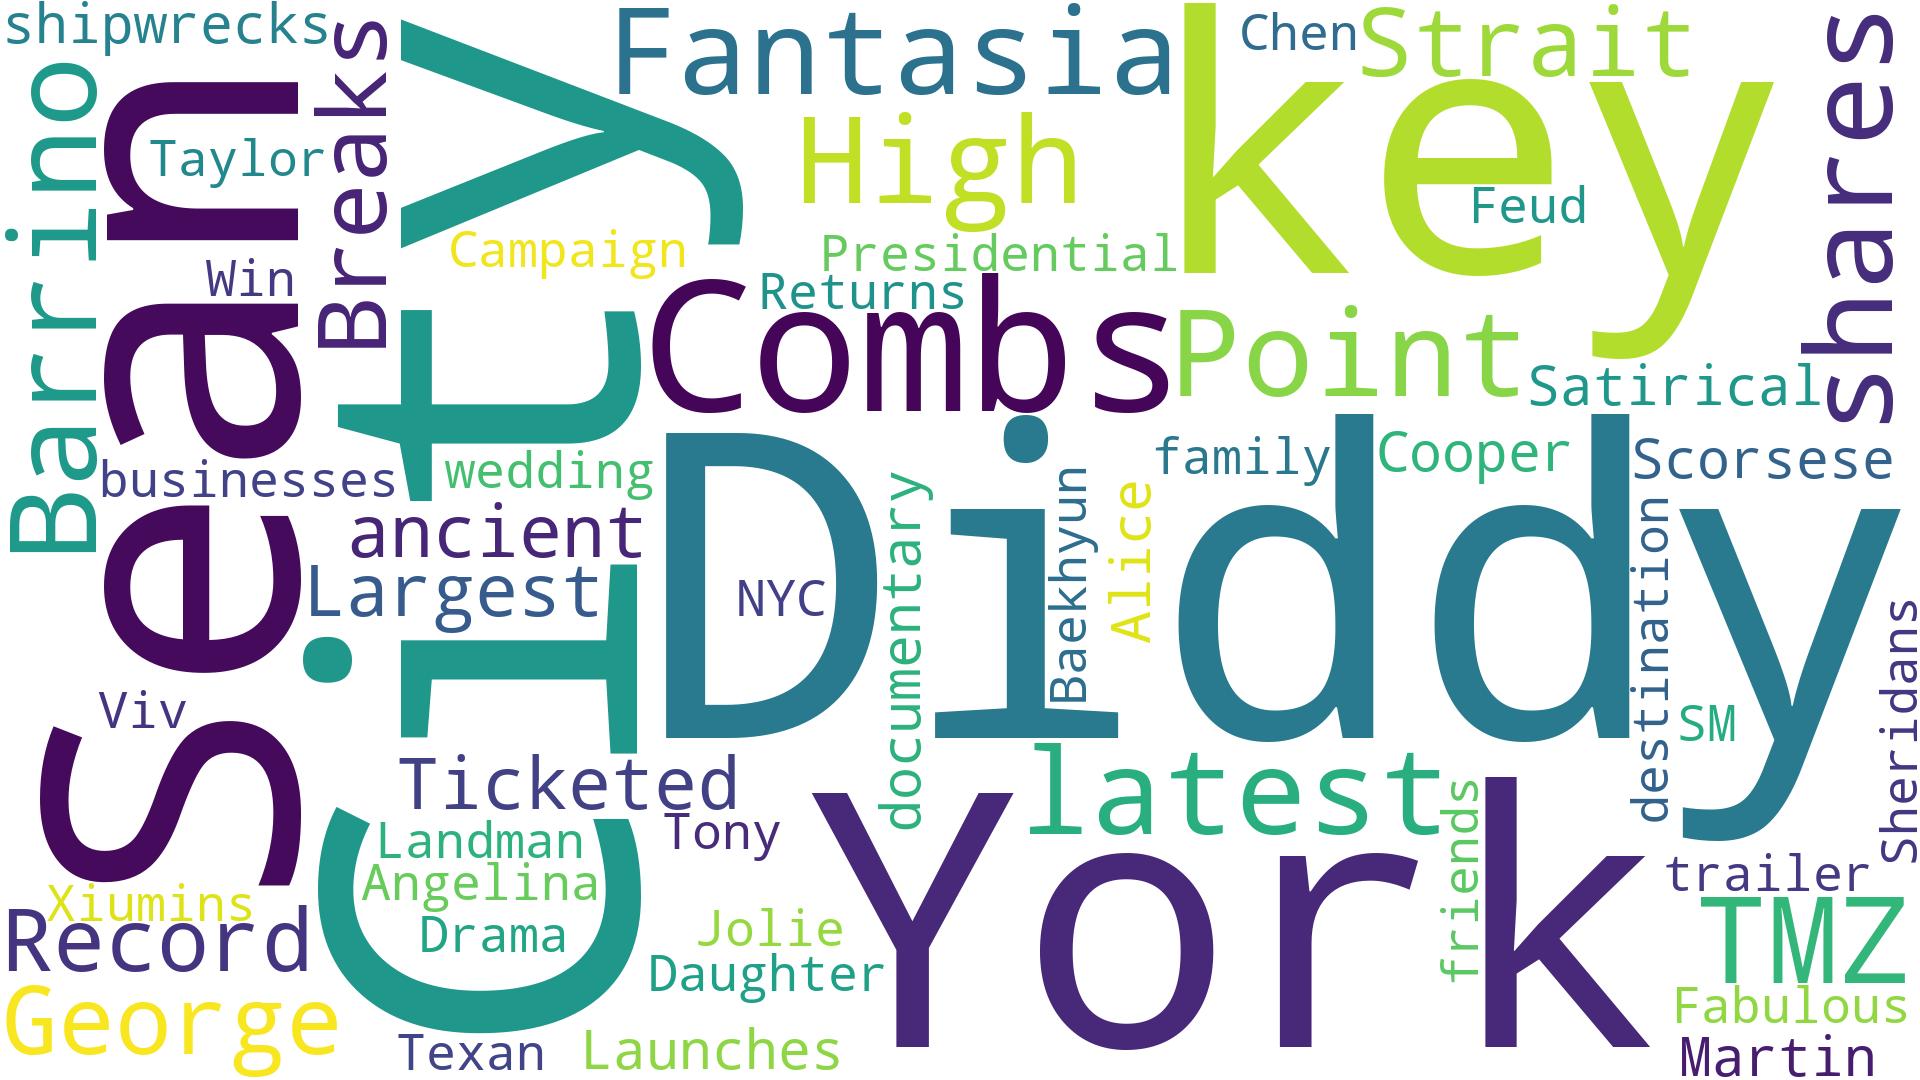 shipwrecks
Barrino
Sean
Breaks
City
Fantasia
key
Chen
Strait
shares
Taylor
High
Feud
Win
Campaign
Presidential
Returns
Combs
Point
Satirical
businesses
wedding
family
Cooper
Scorsese
ancient
Largest
Diddy
NYC
documentary
Baekhyun
Alice
destination
Sheridans
Viv
SM
Ticketed
Tony
York
latest
friends
Landman
Angelina
Drama
trailer
Xiumins
Record
Jolie
Daughter
TMZ
George
Texan
Launches
Fabulous
Martin